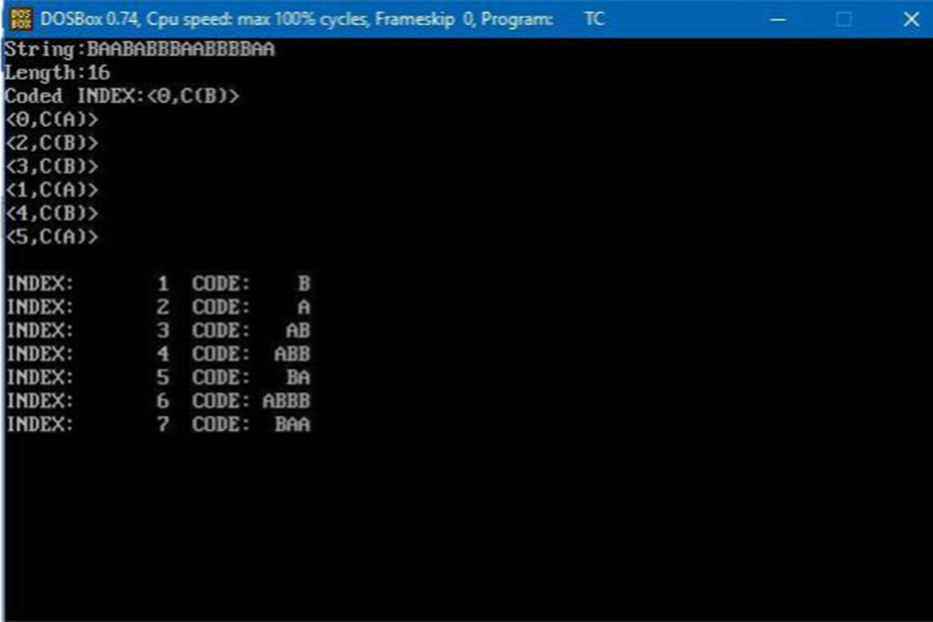 DOSBox 0.74, Cpu speed: max 100% cycles, Frameskip 0, Program: TC
String:BAABABBBAABBBBAA
Length:16
Coded INDEX:<0,C(B)>
<0,C(A)>
<2,C(B)>
<3,C(B)>
<1,C(A)>
<4,C(B)>
<5,C(A)>
INDEX: 1 CODE: B
INDEX: 2 CODE: A
INDEX: 3 CODE: AB
INDEX: 4 CODE: ABB
INDEX: 5 CODE: BA
INDEX: 6 CODE: ABBB
INDEX: 7 CODE: BAA